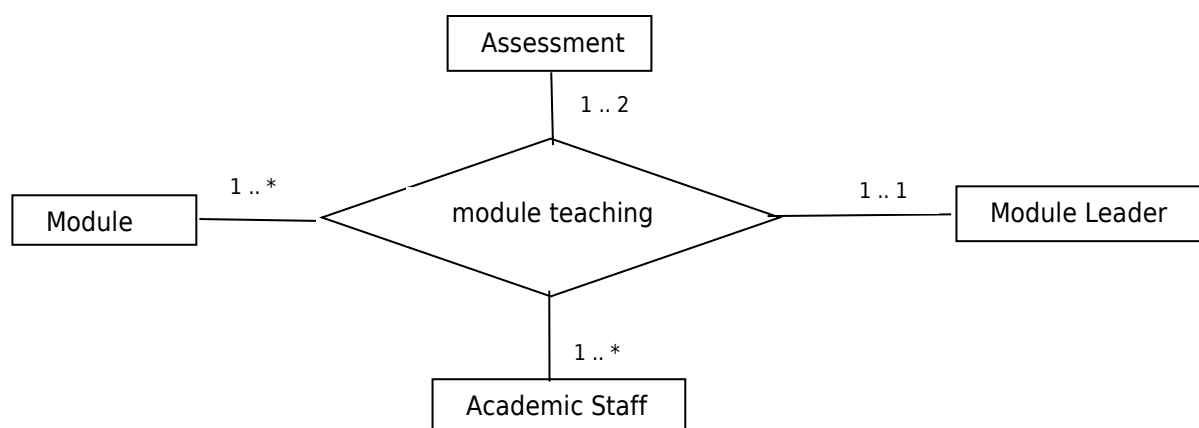 Assessment
1 .. 2
1 .. *
1 .. 1
Module
module teaching
Module Leader
1 .. *
Academic Staff